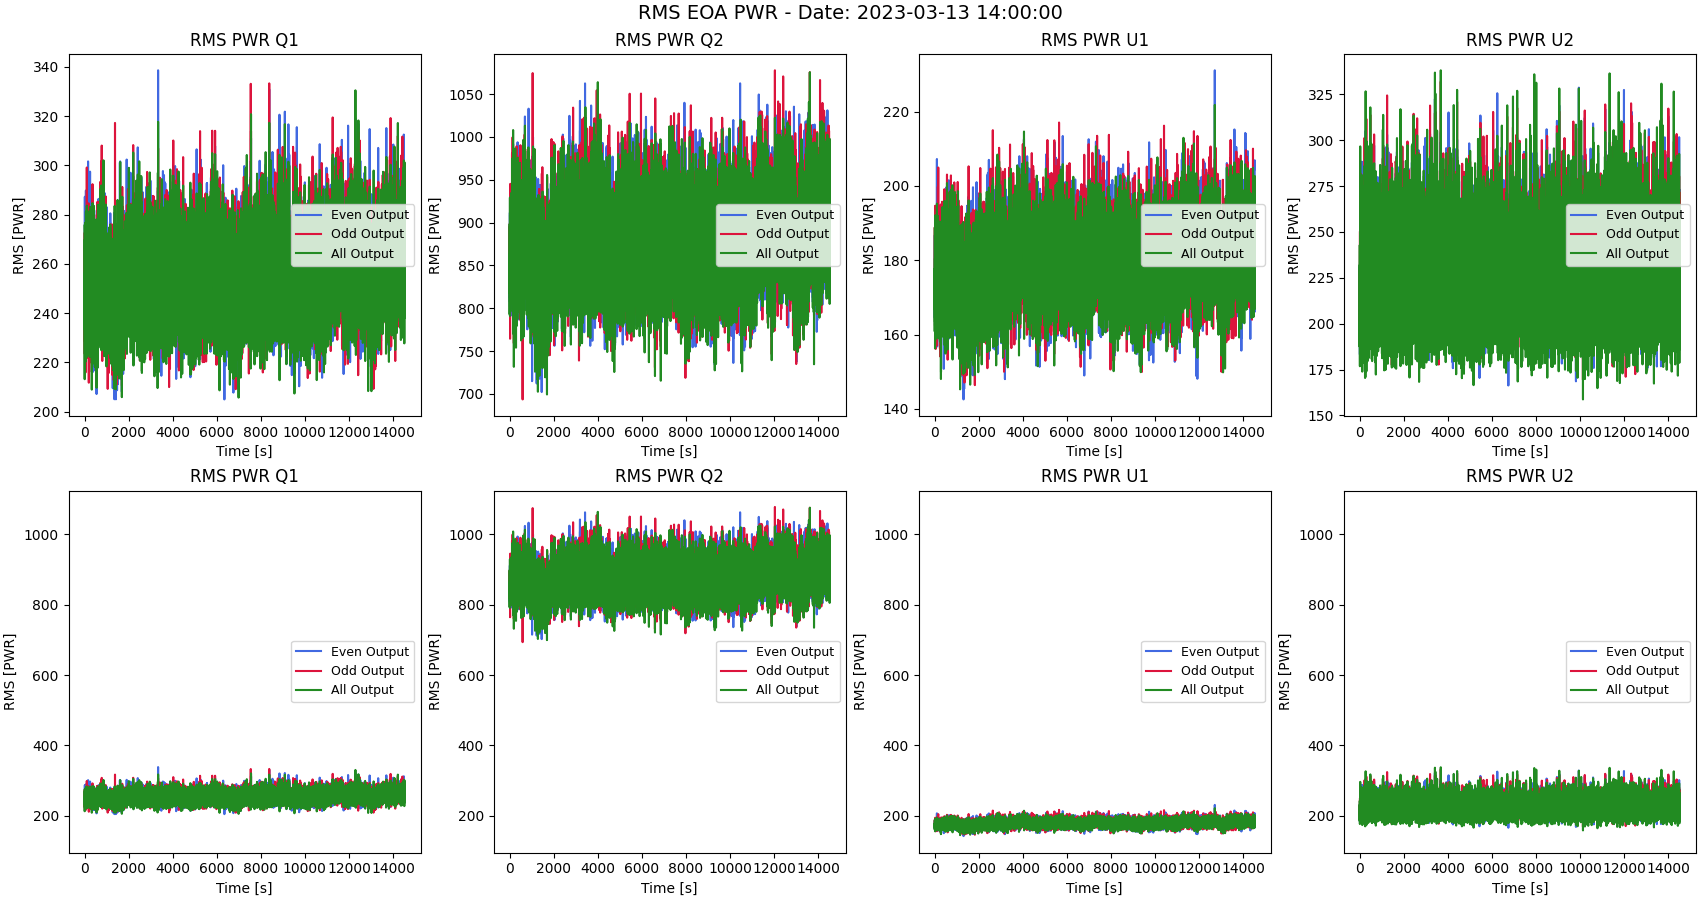 RMS EOA PWR - Date: 2023-03-13 14:00:00
RMS PWR Q1
RMS [PWR]
340
320
300
280
260
240
220
200
0 2000 4000 6000 8000 10000 12000 14000
Time [s]
Even Output
Odd Output
All Output
RMS PWR Q2
RMS [PWR]
1050
1000
950
900
850
800
750
700
0 2000 4000 6000 8000 10000 12000 14000
Time [s]
Even Output
Odd Output
All Output
RMS PWR U1
RMS [PWR]
220
200
180
160
140
0 2000 4000 6000 8000 10000 12000 14000
Time [s]
Even Output
Odd Output
All Output
RMS PWR U2
RMS [PWR]
325
300
275
250
225
200
175
150
0 2000 4000 6000 8000 10000 12000 14000
Time [s]
Even Output
Odd Output
All Output
RMS PWR Q1
RMS [PWR]
1000
800
600
400
200
0 2000 4000 6000 8000 10000 12000 14000
Time [s]
Even Output
Odd Output
All Output
RMS PWR Q2
RMS [PWR]
1000
800
600
400
200
0 2000 4000 6000 8000 10000 12000 14000
Time [s]
Even Output
Odd Output
All Output
RMS PWR U1
RMS [PWR]
1000
800
600
400
200
0 2000 4000 6000 8000 10000 12000 14000
Time [s]
Even Output
Odd Output
All Output
RMS PWR U2
RMS [PWR]
1000
800
600
400
200
0 2000 4000 6000 8000 10000 12000 14000
Time [s]
Even Output
Odd Output
All Output